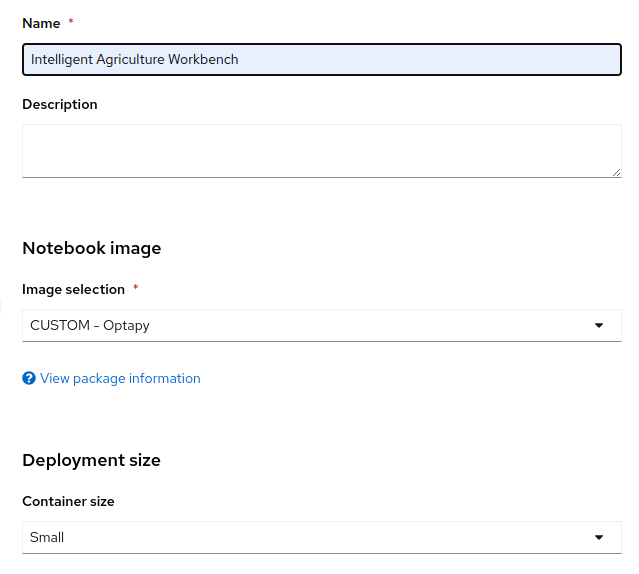 Name *
Intelligent Agriculture Workbench
Description
Notebook image
Image selection *
CUSTOM - Optapy
? View package information
Deployment size
Container size
Small